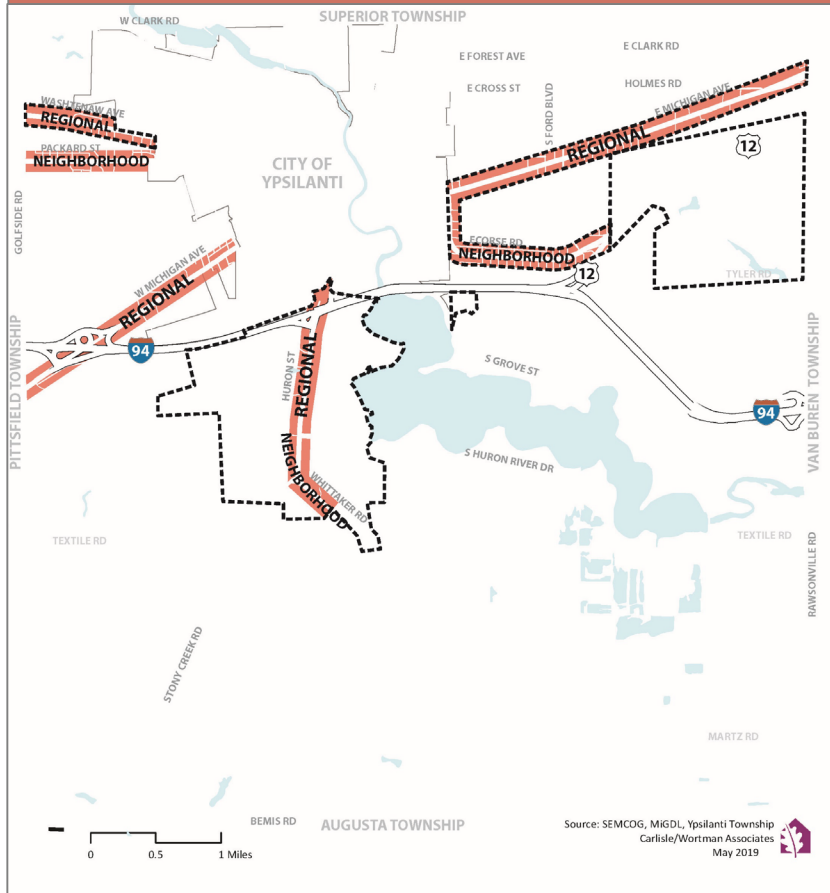 W CLARK RD
SUPERIOR TOWNSHIP
E FOREST AVE
E CLARK RD
E CROSS ST
S FORD BLVD
HOLMES RD
E MICHIGAN AVE
REGIONAL
12
WASHTENAW AVE
REGIONAL
PACKARD ST
NEIGHBORHOOD
CITY OF
YPSILANTI
GOLFSIDE RD
W MICHIGAN AVE
REGIONAL
94
ECORSE RD
NEIGHBORHOOD
12
TYLER RD
PITTSFIELD TOWNSHIP
HURON ST
REGIONAL
NEIGHBORHOOD
WHITTAKER RD
S GROVE ST
S HURON RIVER DR
94
VAN BUREN TOWNSHIP
TEXTILE RD
TEXTILE RD
RAWSONVILLE RD
STONY CREEK RD
MARTZ RD
BEMIS RD
AUGUSTA TOWNSHIP
0 0.5 1 Miles
Source: SEMCOG, MiGDL, Ypsilanti Township
Carlisle/Wortman Associates
May 2019